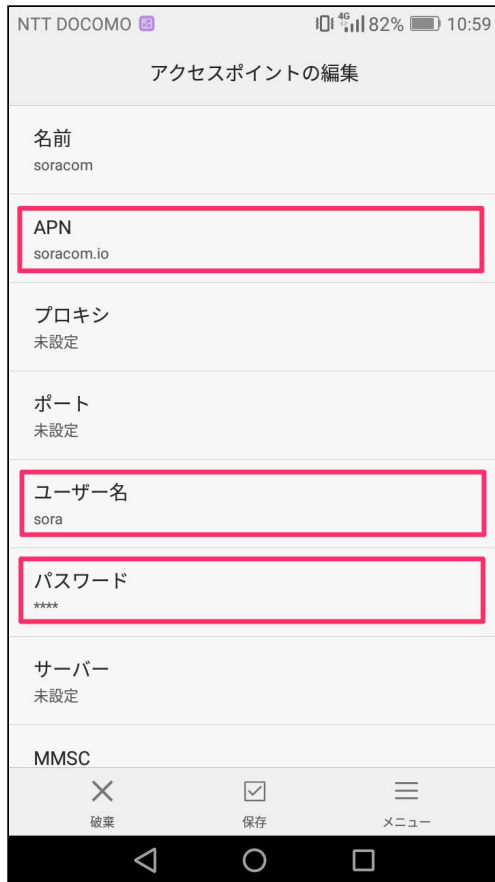 NTT DOCOMO 4G 82% 10:59
アクセスポイントの編集
名前
soracom
APN
soracom.io
プロキシ
未設定
ポート
未設定
ユーザー名
sora
パスワード
****
サーバー
未設定
MMSC
破棄 保存 メニュー